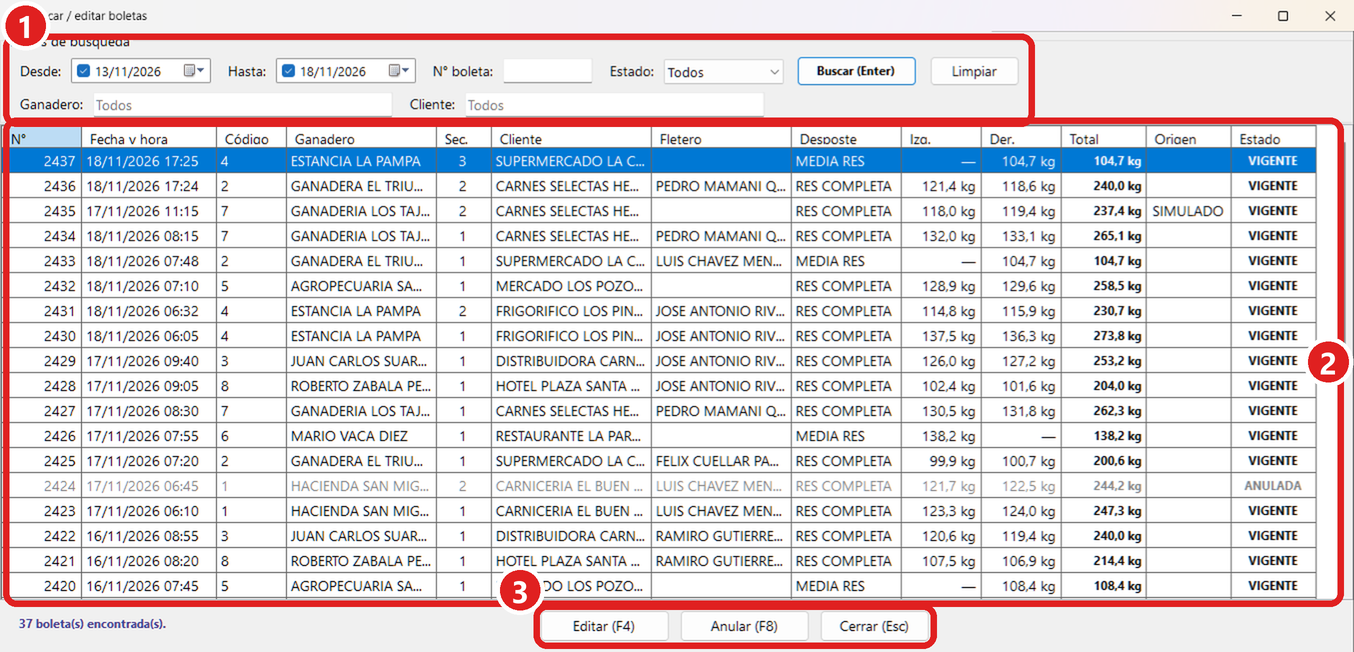 1
car / editar boletas
s de búsqueda
Desde: 13/11/2026 Hasta: 18/11/2026 N° boleta: Estado: Todos Buscar (Enter) Limpiar
Ganadero: Todos Cliente: Todos
N° Fecha y hora Código Ganadero Sec. Cliente Fletero Desposte Izq. Der. Total Origen Estado
2437 18/11/2026 17:25 4 ESTANCIA LA PAMPA 3 SUPERMERCADO LA C... MEDIA RES — 104,7 kg 104,7 kg VIGENTE
2436 18/11/2026 17:24 2 GANADERA EL TRIU... 2 CARNES SELECTAS HE... PEDRO MAMANI Q... RES COMPLETA 121,4 kg 118,6 kg 240,0 kg VIGENTE
2435 17/11/2026 11:15 7 GANADERIA LOS TAJ... 2 CARNES SELECTAS HE... RES COMPLETA 118,0 kg 119,4 kg 237,4 kg SIMULADO VIGENTE
2434 18/11/2026 08:15 7 GANADERIA LOS TAJ... 1 CARNES SELECTAS HE... PEDRO MAMANI Q... RES COMPLETA 132,0 kg 133,1 kg 265,1 kg VIGENTE
2433 18/11/2026 07:48 2 GANADERA EL TRIU... 1 SUPERMERCADO LA C... LUIS CHAVEZ MEN... MEDIA RES — 104,7 kg 104,7 kg VIGENTE
2432 18/11/2026 07:10 5 AGROPECUARIA SA... 1 MERCADO LOS POZO... RES COMPLETA 128,9 kg 129,6 kg 258,5 kg VIGENTE
2431 18/11/2026 06:32 4 ESTANCIA LA PAMPA 2 FRIGORIFICO LOS PIN... JOSE ANTONIO RIV... RES COMPLETA 114,8 kg 115,9 kg 230,7 kg VIGENTE
2430 18/11/2026 06:05 4 ESTANCIA LA PAMPA 1 FRIGORIFICO LOS PIN... JOSE ANTONIO RIV... RES COMPLETA 137,5 kg 136,3 kg 273,8 kg VIGENTE
2429 17/11/2026 09:40 3 JUAN CARLOS SUAR... 1 DISTRIBUIDORA CARN... JOSE ANTONIO RIV... RES COMPLETA 126,0 kg 127,2 kg 253,2 kg VIGENTE
2428 17/11/2026 09:05 8 ROBERTO ZABALA PE... 1 HOTEL PLAZA SANTA ... JOSE ANTONIO RIV... RES COMPLETA 102,4 kg 101,6 kg 204,0 kg VIGENTE
2427 17/11/2026 08:30 7 GANADERIA LOS TAJ... 1 CARNES SELECTAS HE... PEDRO MAMANI Q... RES COMPLETA 130,5 kg 131,8 kg 262,3 kg VIGENTE
2426 17/11/2026 07:55 6 MARIO VACA DIEZ 1 RESTAURANTE LA PAR... MEDIA RES 138,2 kg — 138,2 kg VIGENTE
2425 17/11/2026 07:20 2 GANADERA EL TRIU... 1 SUPERMERCADO LA C... FELIX CUELLAR PA... RES COMPLETA 99,9 kg 100,7 kg 200,6 kg VIGENTE
2424 17/11/2026 06:45 1 HACIENDA SAN MIG... 2 CARNICERIA EL BUEN ... LUIS CHAVEZ MEN... RES COMPLETA 121,7 kg 122,5 kg 244,2 kg ANULADA
2423 17/11/2026 06:10 1 HACIENDA SAN MIG... 1 CARNICERIA EL BUEN ... LUIS CHAVEZ MEN... RES COMPLETA 123,3 kg 124,0 kg 247,3 kg VIGENTE
2422 16/11/2026 08:55 3 JUAN CARLOS SUAR... 1 DISTRIBUIDORA CARN... RAMIRO GUTIERRE... RES COMPLETA 120,6 kg 119,4 kg 240,0 kg VIGENTE
2421 16/11/2026 08:20 8 ROBERTO ZABALA PE... 1 HOTEL PLAZA SANTA ... RAMIRO GUTIERRE... RES COMPLETA 107,5 kg 106,9 kg 214,4 kg VIGENTE
2420 16/11/2026 07:45 5 AGROPECUARIA SA... 1 DO LOS POZO... MEDIA RES — 108,4 kg 108,4 kg VIGENTE
2
3
37 boleta(s) encontrada(s). Editar (F4) Anular (F8) Cerrar (Esc)